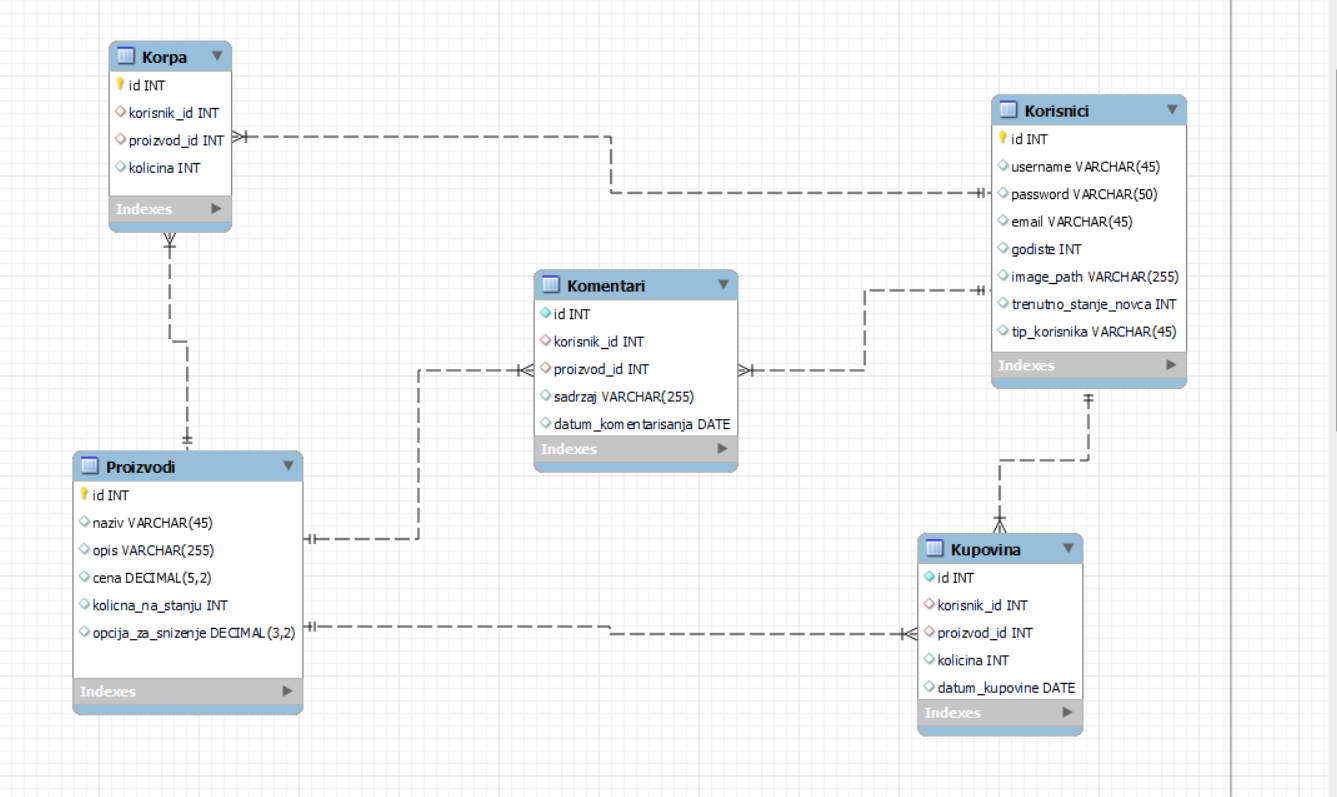 Korpa
id INT
korisnik_id INT
proizvod_id INT
kolicina INT
Indexes
Korisnici
id INT
username VARCHAR(45)
password VARCHAR(50)
email VARCHAR(45)
godiste INT
image_path VARCHAR(255)
trenutno_stanje_novca INT
tip_korisnika VARCHAR(45)
Indexes
Komentari
id INT
korisnik_id INT
proizvod_id INT
sadrzaj VARCHAR(255)
datum_komentarisanja DATE
Indexes
Proizvodi
id INT
naziv VARCHAR(45)
opis VARCHAR(255)
cena DECIMAL(5,2)
kolicna_na_stanju INT
opcija_za_snizenje DECIMAL(3,2)
Indexes
Kupovina
id INT
korisnik_id INT
proizvod_id INT
kolicina INT
datum_kupovine DATE
Indexes